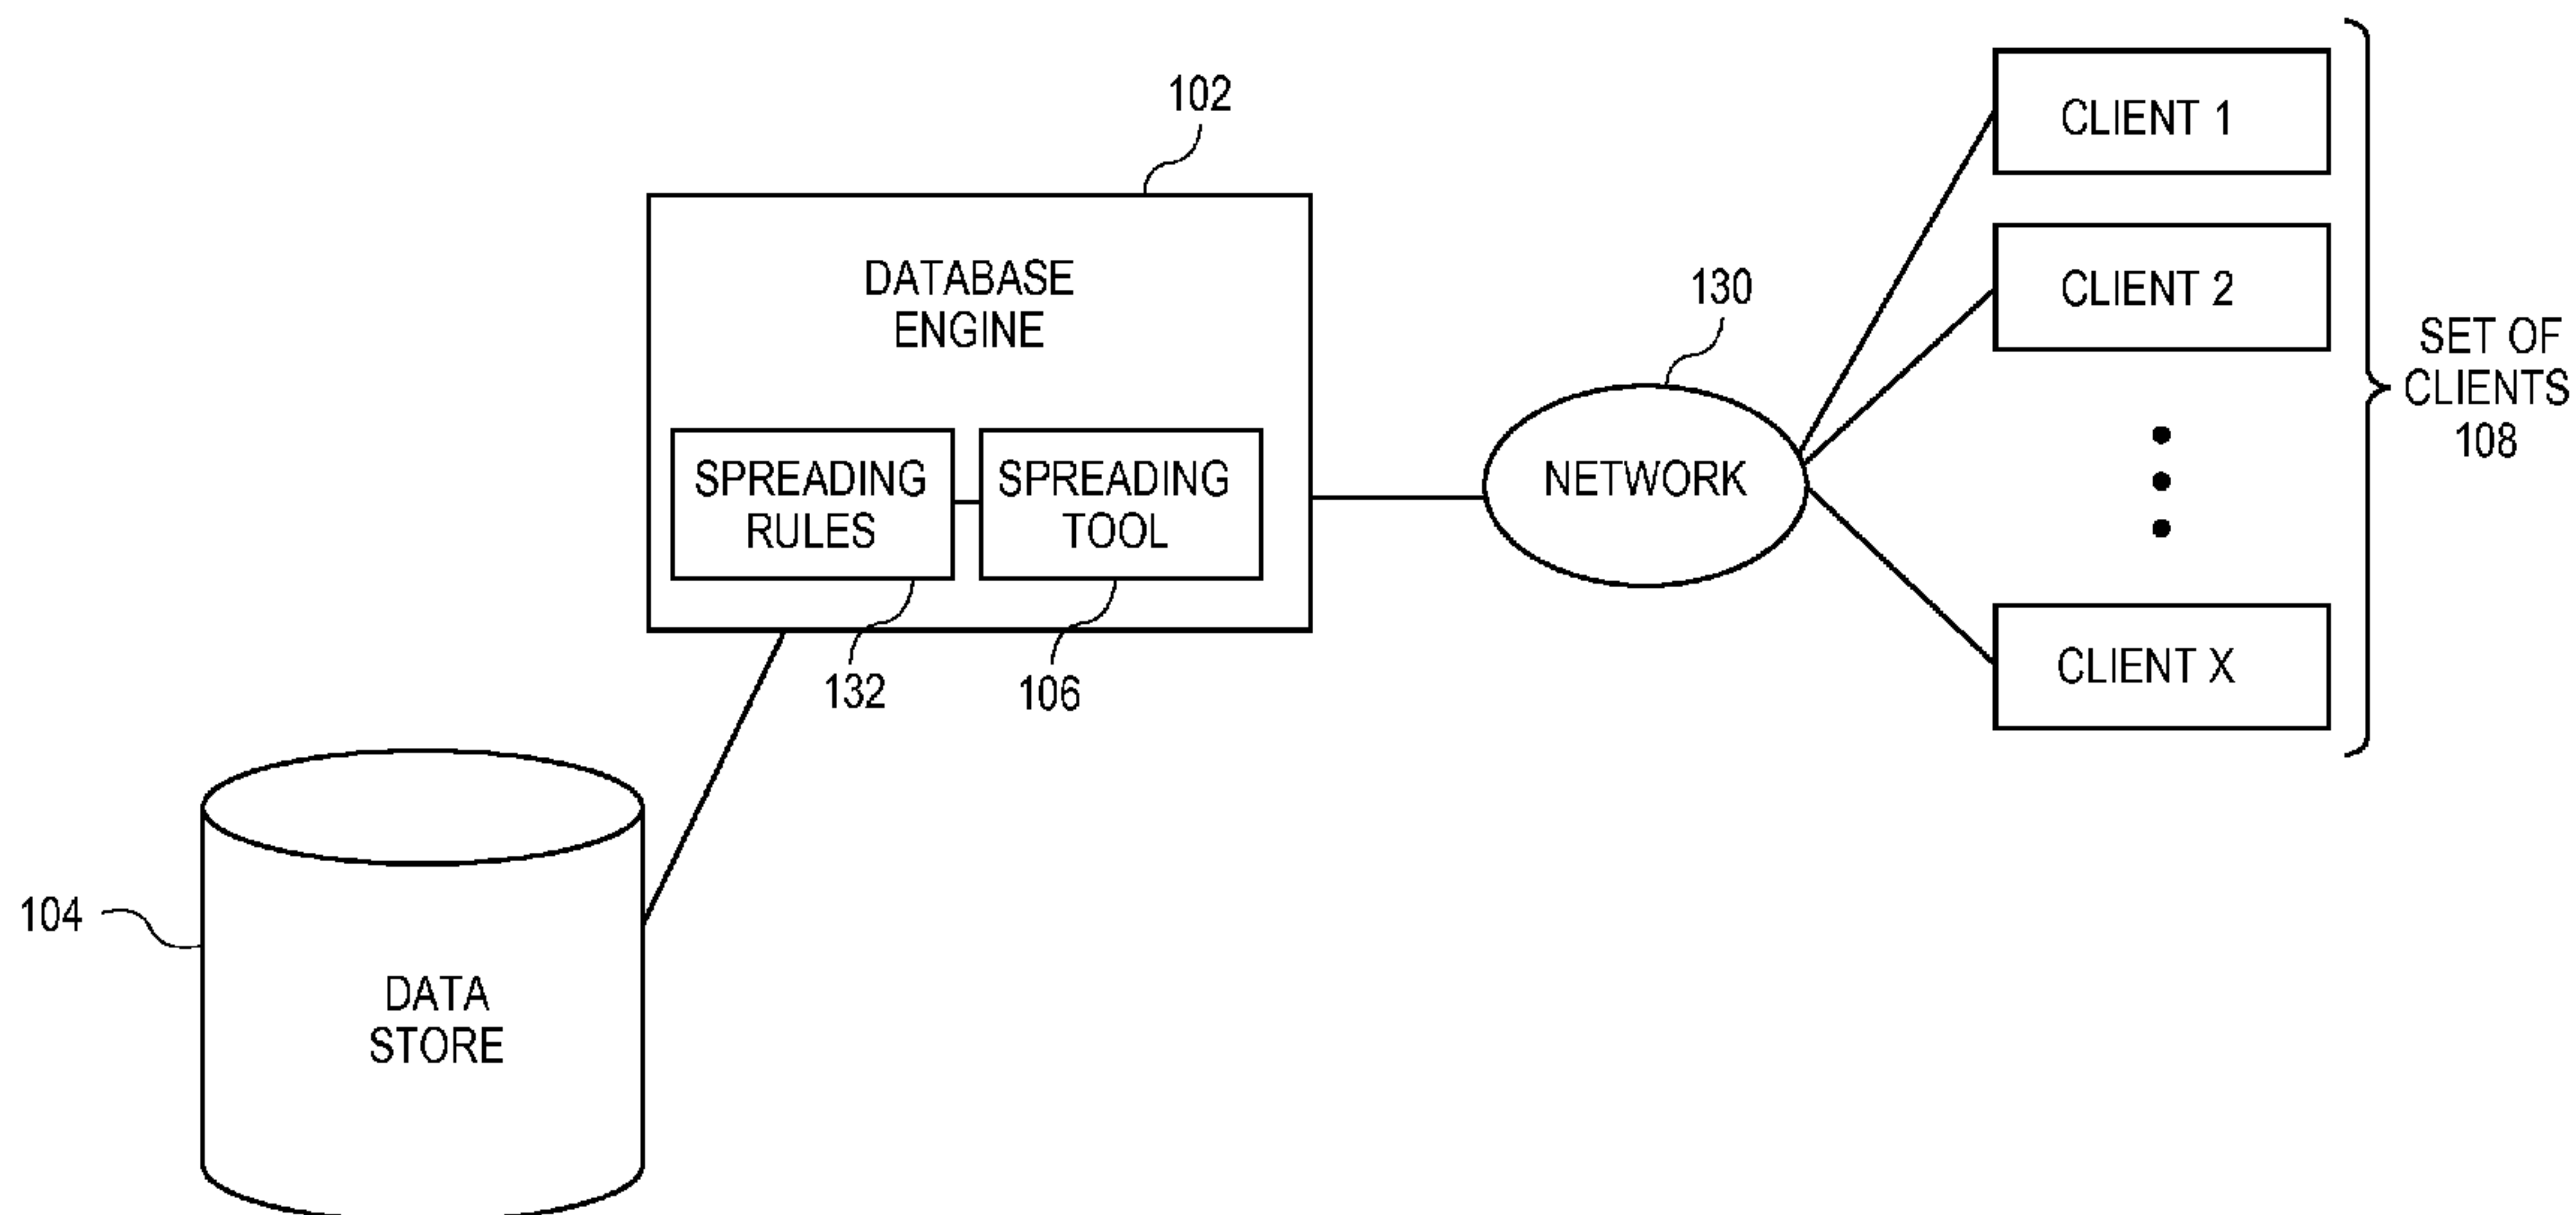 102
DATABASE
ENGINE
SPREADING
RULES
SPREADING
TOOL
132
106
130
NETWORK
CLIENT 1
CLIENT 2
CLIENT X
SET OF
CLIENTS
108
104
DATA
STORE